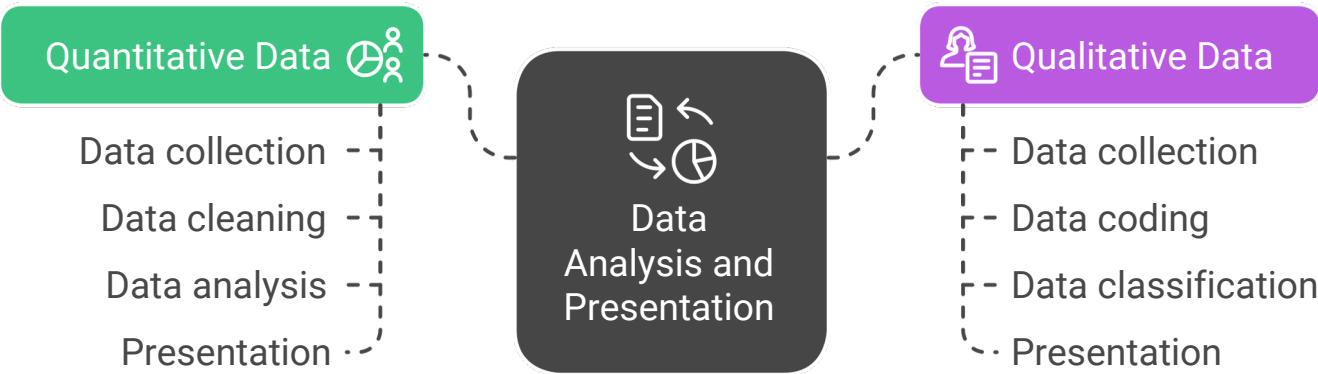 Quantitative Data
Data collection
Data cleaning
Data analysis
Presentation
Data
Analysis and
Presentation
Qualitative Data
Data collection
Data coding
Data classification
Presentation